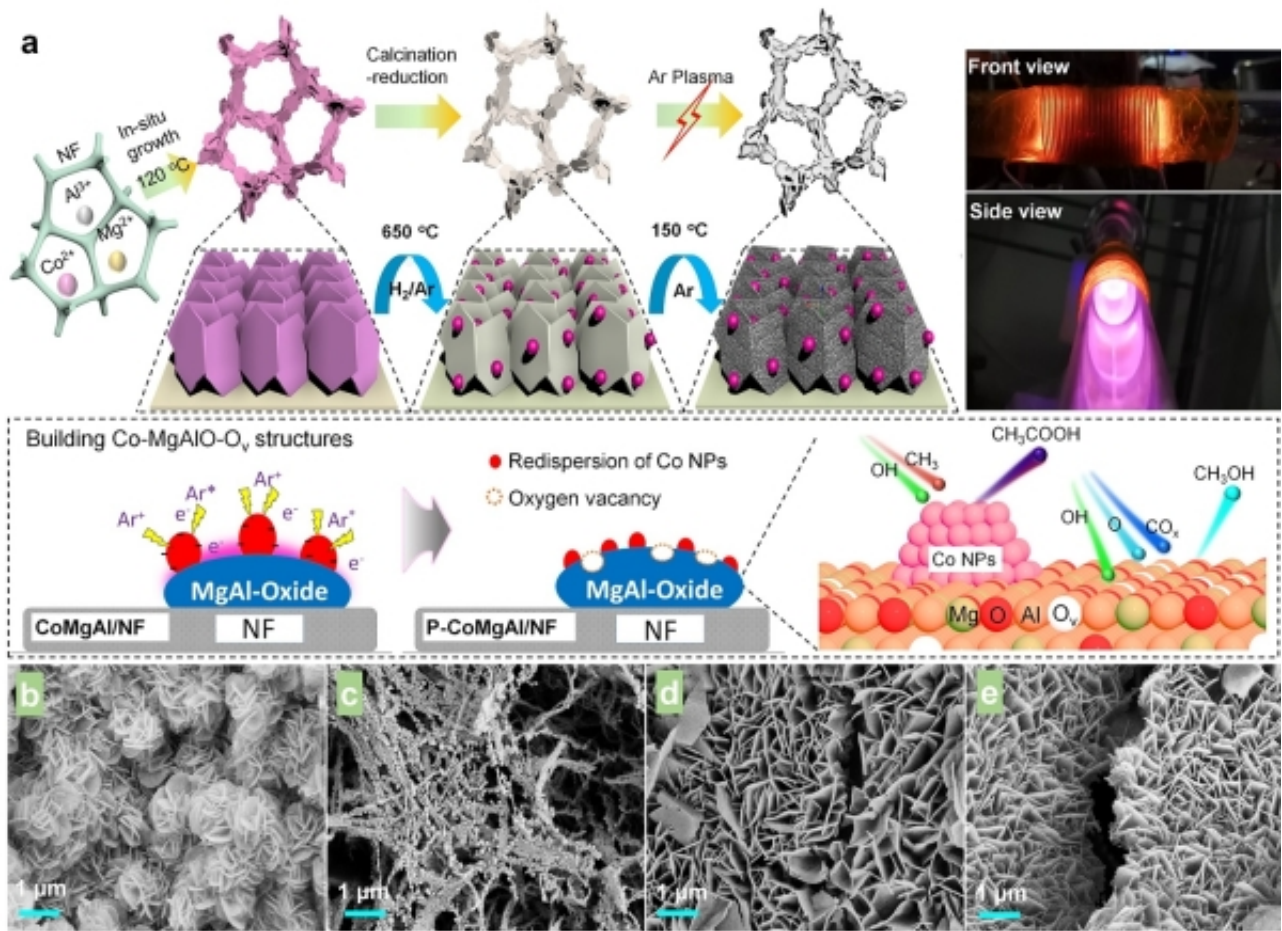 a
Calcination
-reduction
Ar Plasma
Front view
In-situ
growth
120 °C
NF
Al³⁺
Mg²⁺
Co²⁺
650 °C
H₂/Ar
150 °C
Ar
Side view
Building Co-MgAlO-Oᵥ structures
Ar⁺
Ar*
Ar⁺
Ar*
e⁻
e⁻
e⁻
e⁻
MgAl-Oxide
CoMgAl/NF
NF
Redispersion of Co NPs
Oxygen vacancy
MgAl-Oxide
P-CoMgAl/NF
NF
CH₃COOH
CH₃
OH
CH₃OH
OH
O
COₓ
Co NPs
Mg O Al Oᵥ
b
1 μm
c
1 μm
d
1 μm
e
1 μm